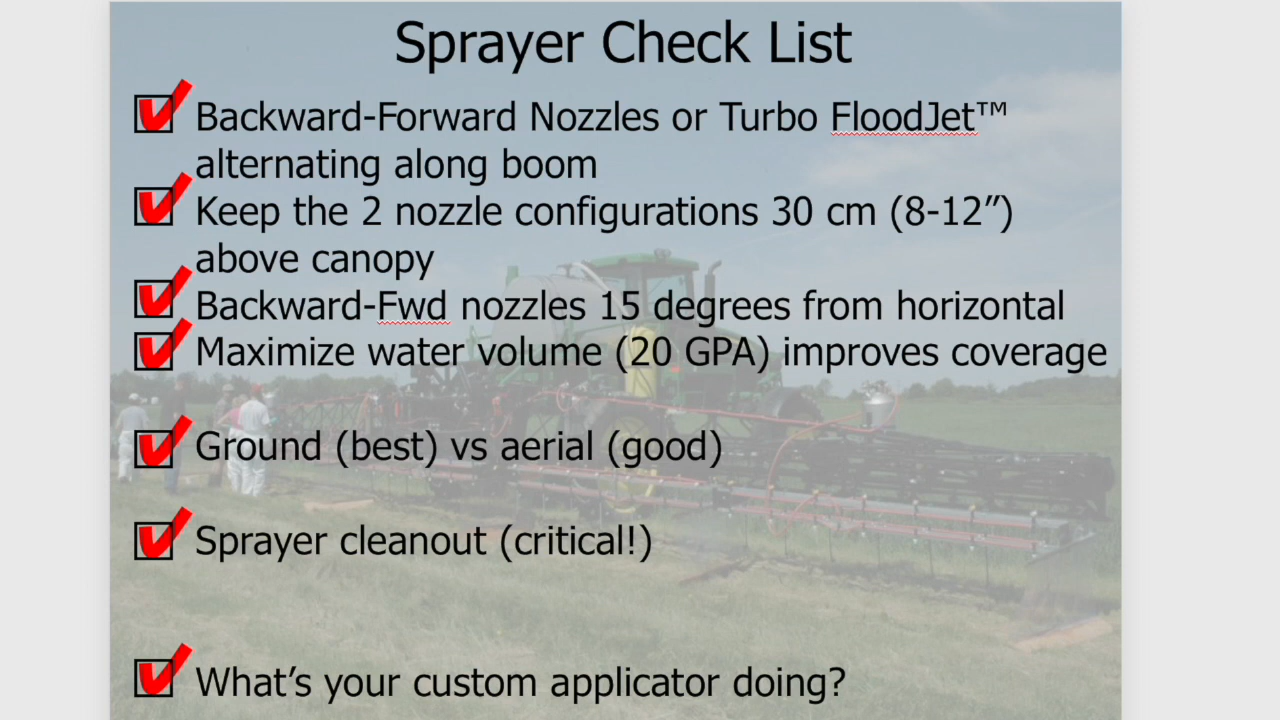 Sprayer Check List
Backward-Forward Nozzles or Turbo FloodJet™
alternating along boom
Keep the 2 nozzle configurations 30 cm (8-12″)
above canopy
Backward-Fwd nozzles 15 degrees from horizontal
Maximize water volume (20 GPA) improves coverage
Ground (best) vs aerial (good)
Sprayer cleanout (critical!)
What’s your custom applicator doing?